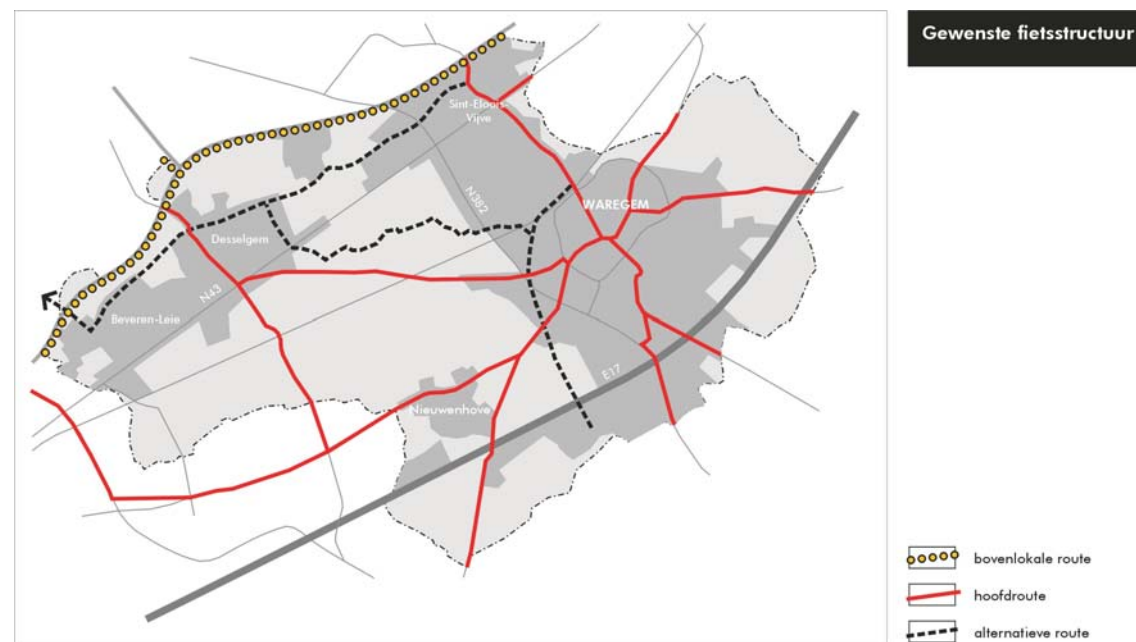 Gewenste fietsstructuur
Sint-Eloois-
Vijve
N382
WAREGEM
Desselgem
N43
Beveren-Leie
E17
Nieuwenhove
bovenlokale route
hoofdroute
alternatieve route